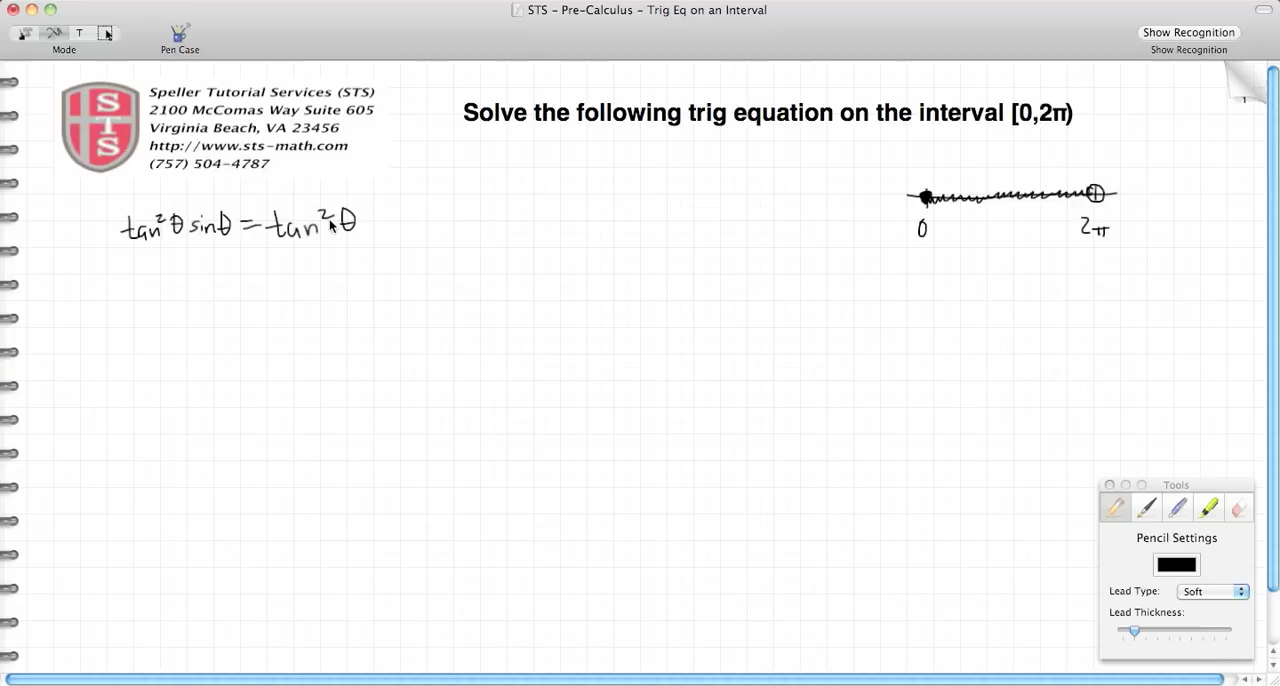 STS - Pre-Calculus - Trig Eq on an Interval
T
Mode
Pen Case
Show Recognition
Show Recognition
S
T
S
Speller Tutorial Services (STS)
2100 McComas Way Suite 605
Virginia Beach, VA 23456
http://www.sts-math.com
(757) 504-4787
Solve the following trig equation on the interval [0,2π)
1
tan²θ sinθ = tan²θ
0
2π
Tools
Pencil Settings
Lead Type:
Soft
Lead Thickness: